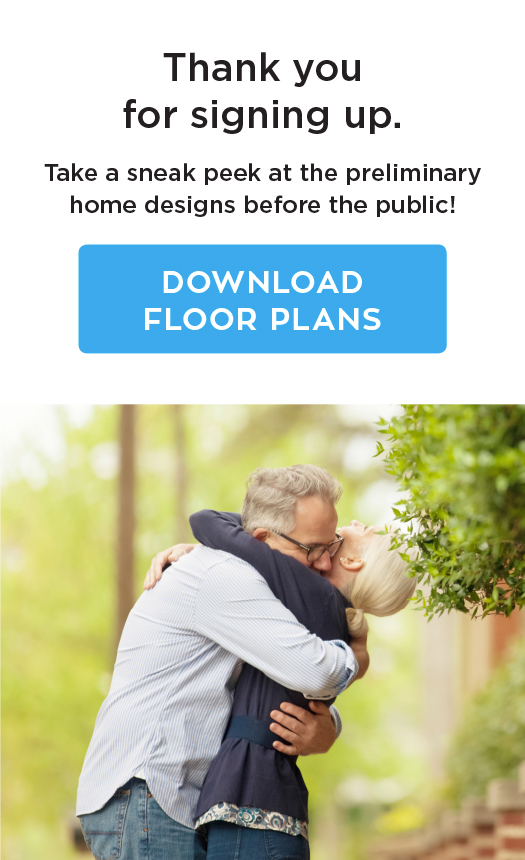 Thank you
for signing up.
Take a sneak peek at the preliminary
home designs before the public!
DOWNLOAD
FLOOR PLANS